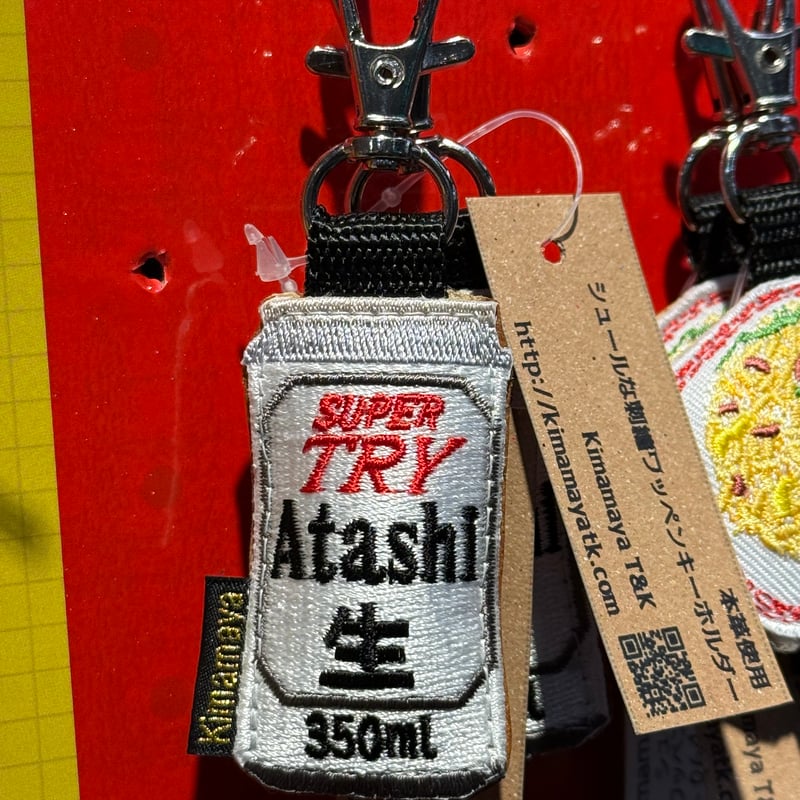 SUPER
TRY
Atashi
生
350ml
Kimamaya
シュールな刺繍ワッペンキーホルダー
本革使用
Kimamaya T&K
http://kimamayatk.com